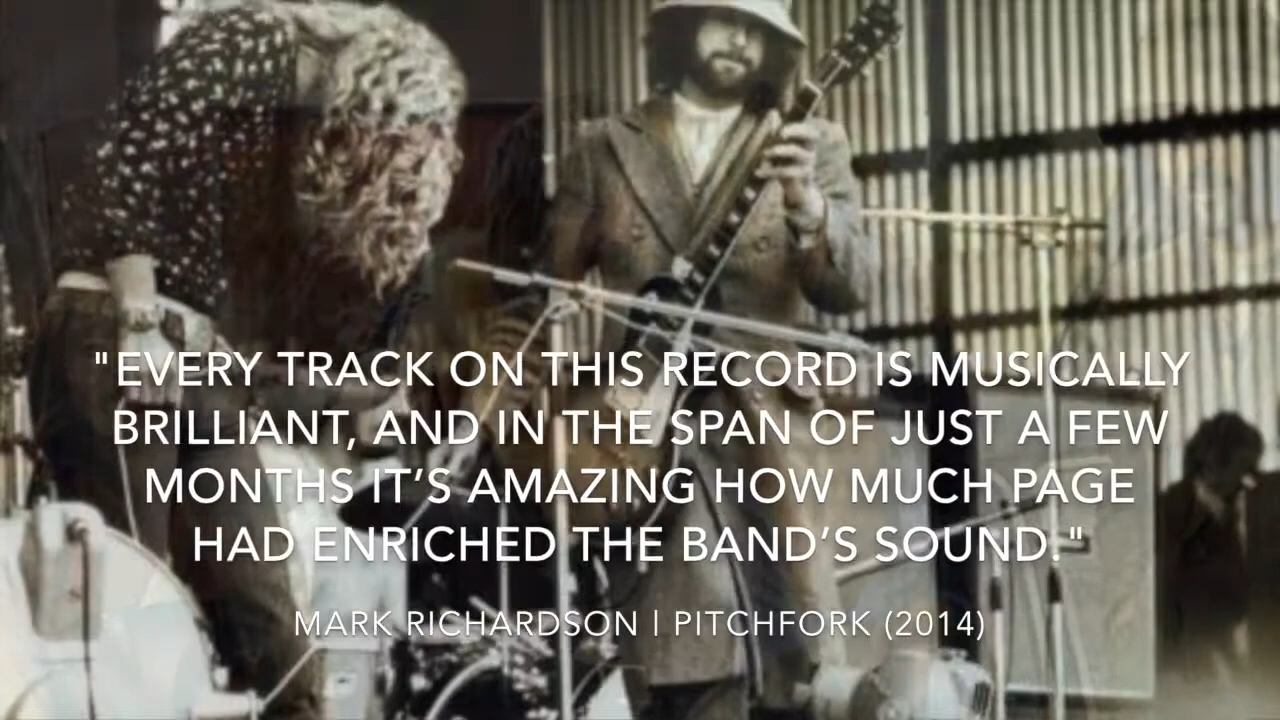 "EVERY TRACK ON THIS RECORD IS MUSICALLY
BRILLIANT, AND IN THE SPAN OF JUST A FEW
MONTHS IT’S AMAZING HOW MUCH PAGE
HAD ENRICHED THE BAND’S SOUND."
MARK RICHARDSON | PITCHFORK (2014)